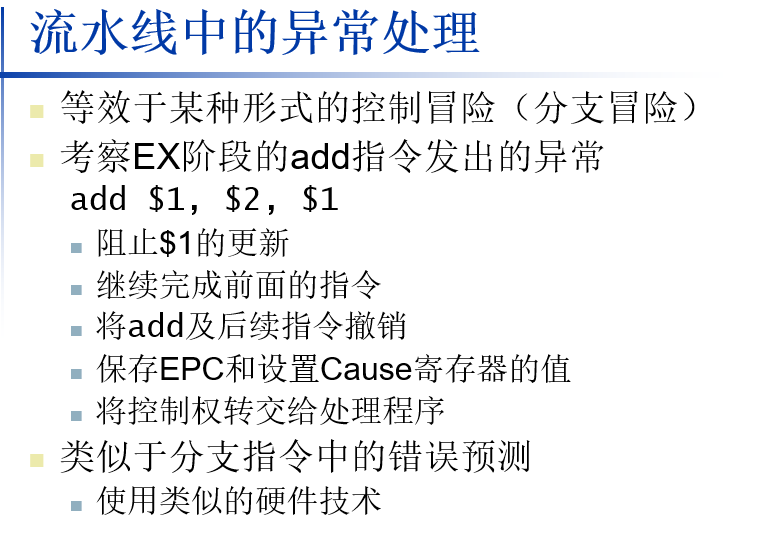 流水线中的异常处理
等效于某种形式的控制冒险（分支冒险）
考察EX阶段的add指令发出的异常
add $1, $2, $1
阻止$1的更新
继续完成前面的指令
将add及后续指令撤销
保存EPC和设置Cause寄存器的值
将控制权转交给处理程序
类似于分支指令中的错误预测
使用类似的硬件技术